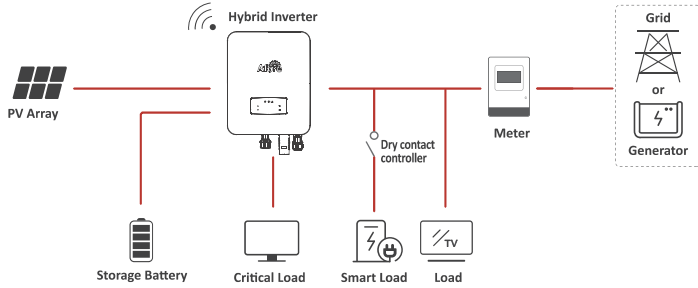 Hybrid Inverter
Grid
PV Array
or
Meter
Dry contact
controller
Generator
TV
Storage Battery
Critical Load
Smart Load
Load